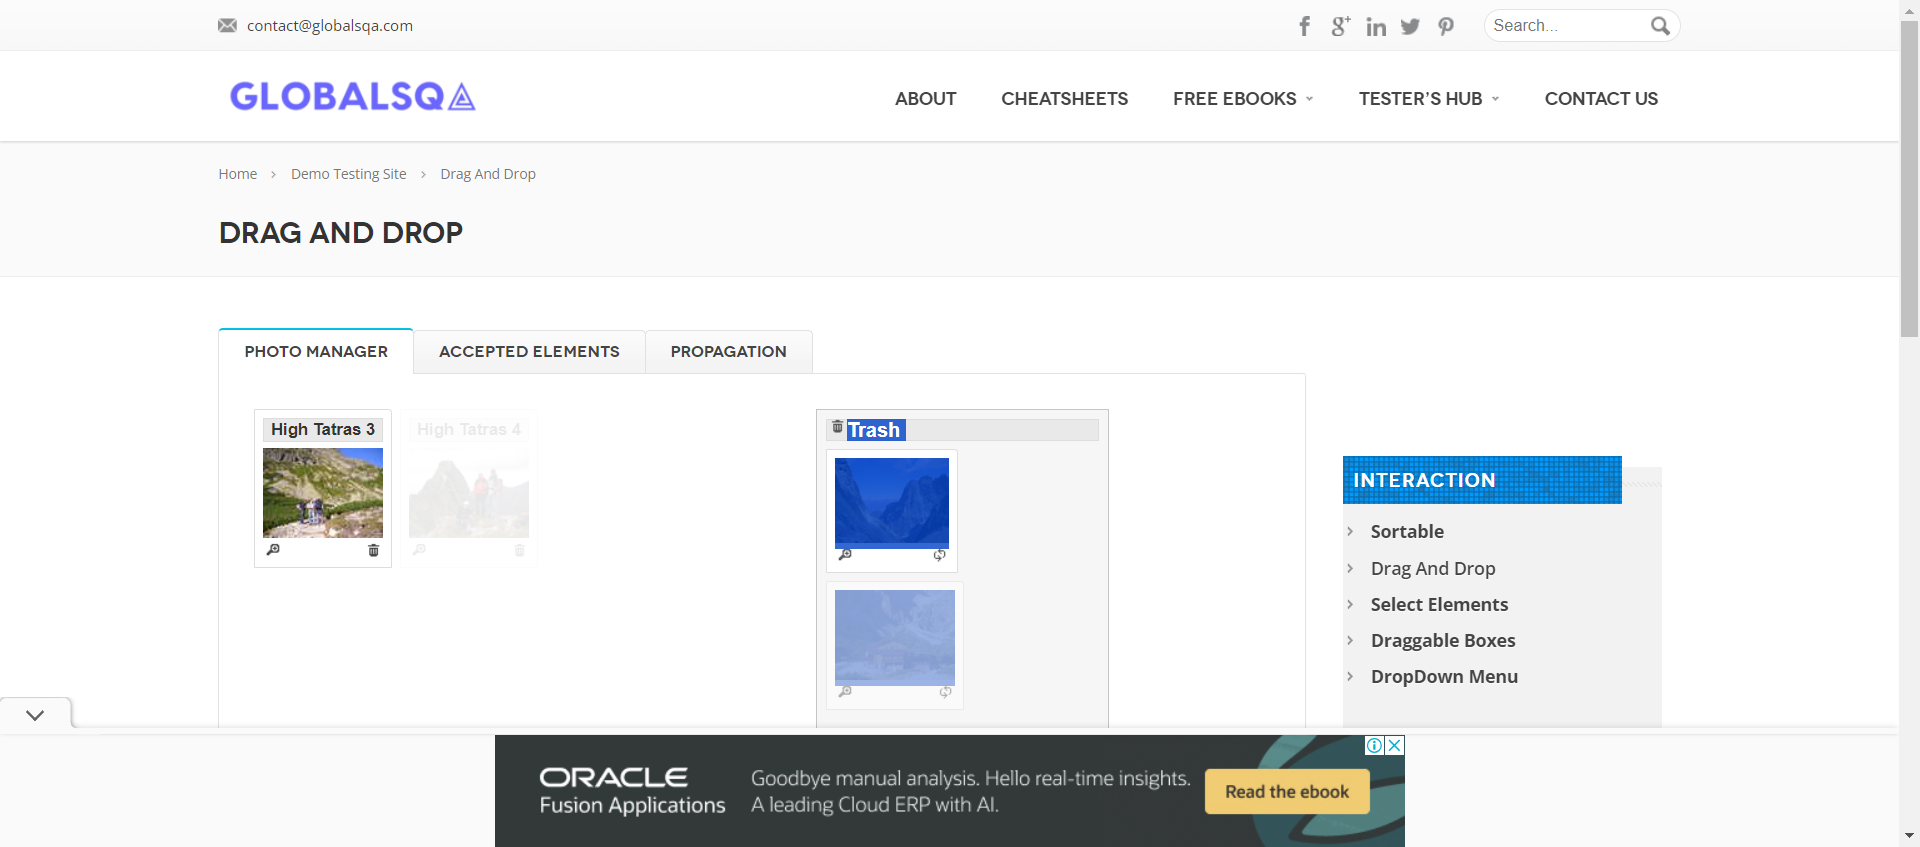 contact@globalsqa.com
Search...
GLOBALSQA
ABOUT
CHEATSHEETS
FREE EBOOKS
TESTER'S HUB
CONTACT US
Home
Demo Testing Site
Drag And Drop
DRAG AND DROP
PHOTO MANAGER
ACCEPTED ELEMENTS
PROPAGATION
High Tatras 3
High Tatras 4
Trash
INTERACTION
Sortable
Drag And Drop
Select Elements
Draggable Boxes
DropDown Menu
ORACLE
Fusion Applications
Goodbye manual analysis. Hello real-time insights.
A leading Cloud ERP with AI.
Read the ebook